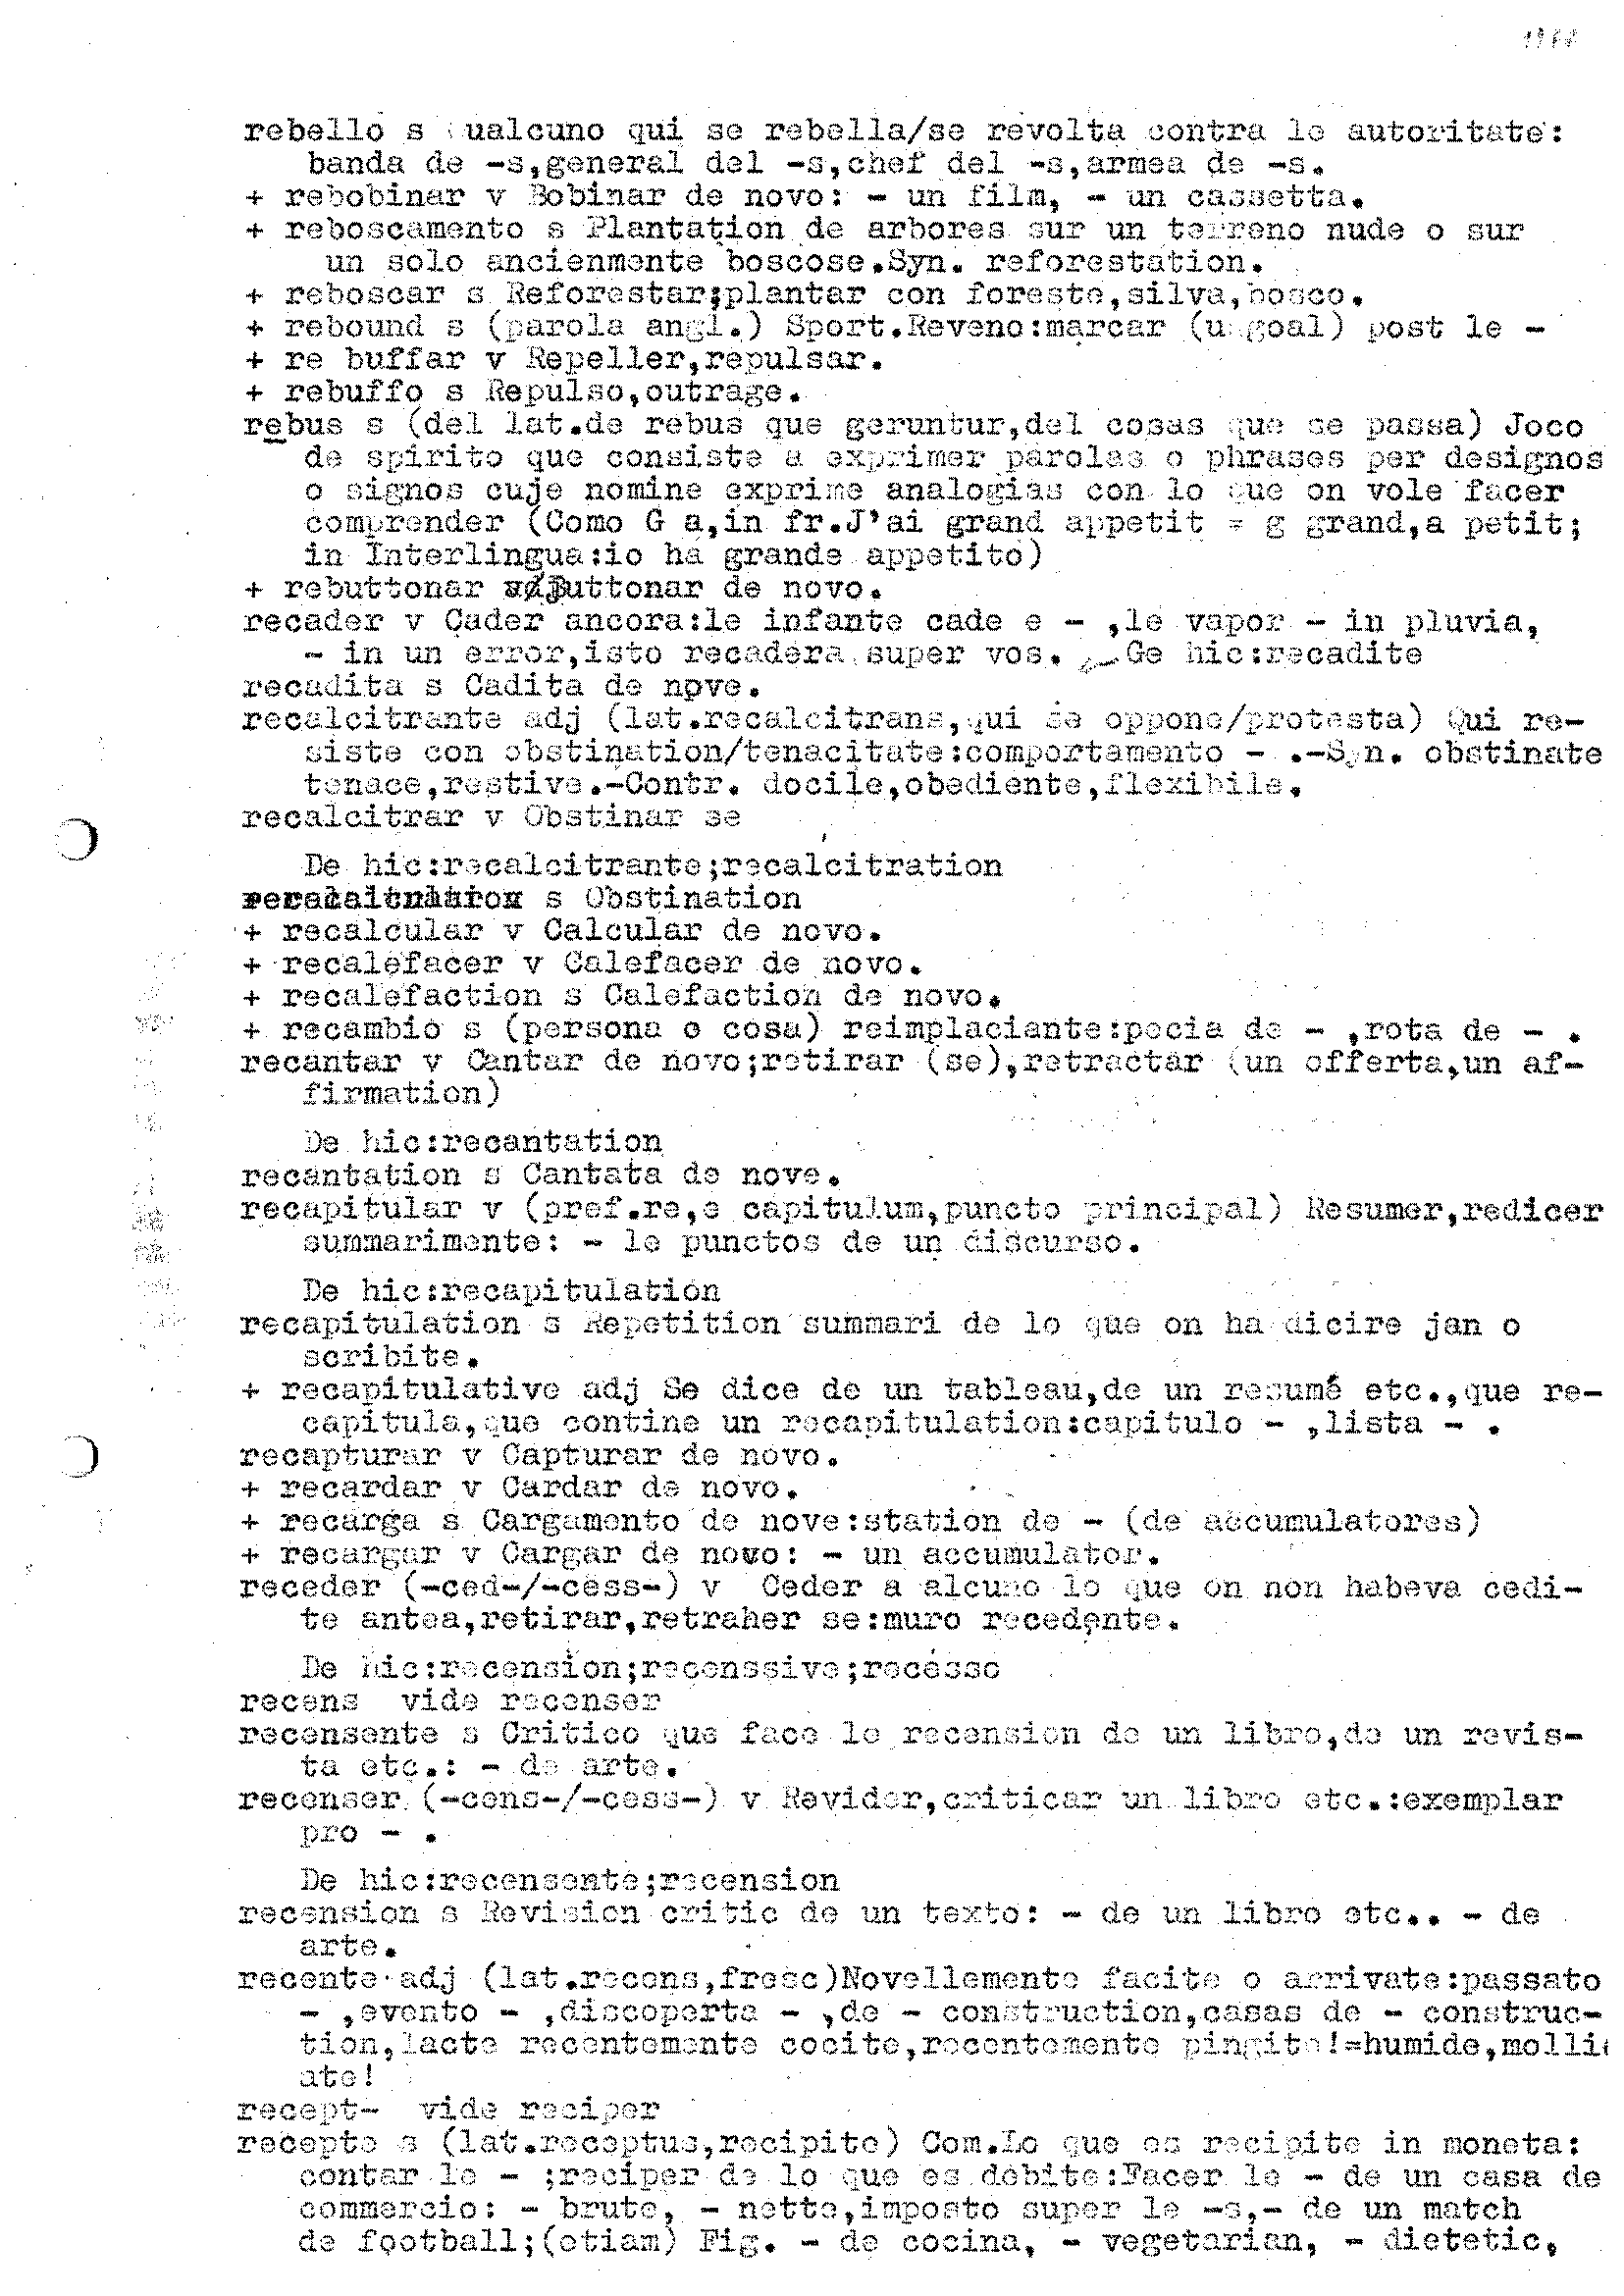 rebello s ualcuno qui se rebella/se revolta contra le autoritate:
banda de -s,general del -s,chef del -s,armea de -s.
+ rebobinar v Bobinar de novo: - un film, - un cassetta.
+ reboscamento s Plantation de arbores sur un terreno nude o sur
un solo ancienmente boscose.Syn. reforestation.
+ reboscar s Reforestar;plantar con foreste,silva,bosco.
+ rebound s (parola angl.) Sport.Reveno:marcar (un goal) post le -
+ re buffar v Repeller,repulsar.
+ rebuffo s Repulso,outrage.
rebus s (del lat.de rebus que geruntur,del cosas que se passa) Joco
de spirito que consiste a exprimer parolas o phrases per designos
o signos cuje nomine exprime analogias con lo que on vole facer
comprender (Como G a,in fr.J'ai grand appetit = g grand,a petit;
in Interlingua:io ha grande appetito)
+ rebuttonar v Buttonar de novo.
recader v Cader ancora:le infante cade e - ,le vapor - in pluvia,
- in un error,isto recadera super vos. Ge hic:recadite
recadita s Cadita de nove.
recalcitrante adj (lat.recalcitrans,qui se oppone/protesta) Qui re-
siste con obstination/tenacitate:comportamento - .-Syn. obstinate
tenace,restive.-Contr. docile,obediente,flexibile.
recalcitrar v Obstinar se
De hic:recalcitrante;recalcitration
recalcitration s Obstination
+ recalcular v Calcular de novo.
+ recalefacer v Calefacer de novo.
+ recalefaction s Calefaction de novo.
+ recambio s (persona o cosa) reimplaciante:pecia de - ,rota de - .
recantar v Cantar de novo;retirar (se),retractar (un offerta,un af-
firmation)
De hic:recantation
recantation s Cantata de nove.
recapitular v (pref.re,e capitulum,puncto principal) Resumer,redicer
summarimente: - le punctos de un discurso.
De hic:recapitulation
recapitulation s Repetition summari de lo que on ha dicire jan o
scribite.
+ recapitulative adj Se dice de un tableau,de un resumé etc.,que re-
capitula,que contine un recapitulation:capitulo - ,lista - .
recapturar v Capturar de novo.
+ recardar v Cardar de novo.
+ recarga s Cargamento de nove:station de - (de accumulatores)
+ recargar v Cargar de novo: - un accumulator.
receder (-ced-/-cess-) v Ceder a alcuno lo que on non habeva cedi-
te antea,retirar,retraher se:muro recedente.
De hic:recension;reconssive;recesso
recens vide recenser
recensente s Critico que face le recension de un libro,de un revis-
ta etc.: - de arte.
recenser (-cens-/-cess-) v Revider,criticar un libro etc.:exemplar
pro - .
De hic:recensente;recension
recension s Revision critic de un texto: - de un libro etc.. - de
arte.
recente adj (lat.recens,fresc)Novellemente facite o arrivate:passato
- ,evento - ,discoperta - ,de - construction,casas de - construc-
tion,lacte recentemente cocite,recentemente pingite!=humide,molli
ate!
recept- vide reciper
recepte s (lat.receptus,recipite) Com.Lo que es recipite in moneta:
contar le - ;reciper de lo que es debite:Facer le - de un casa de
commercio: - brute, - nette,imposto super le -s,- de un match
de football;(etiam) Fig. - de cocina, - vegetarian, - dietetic,